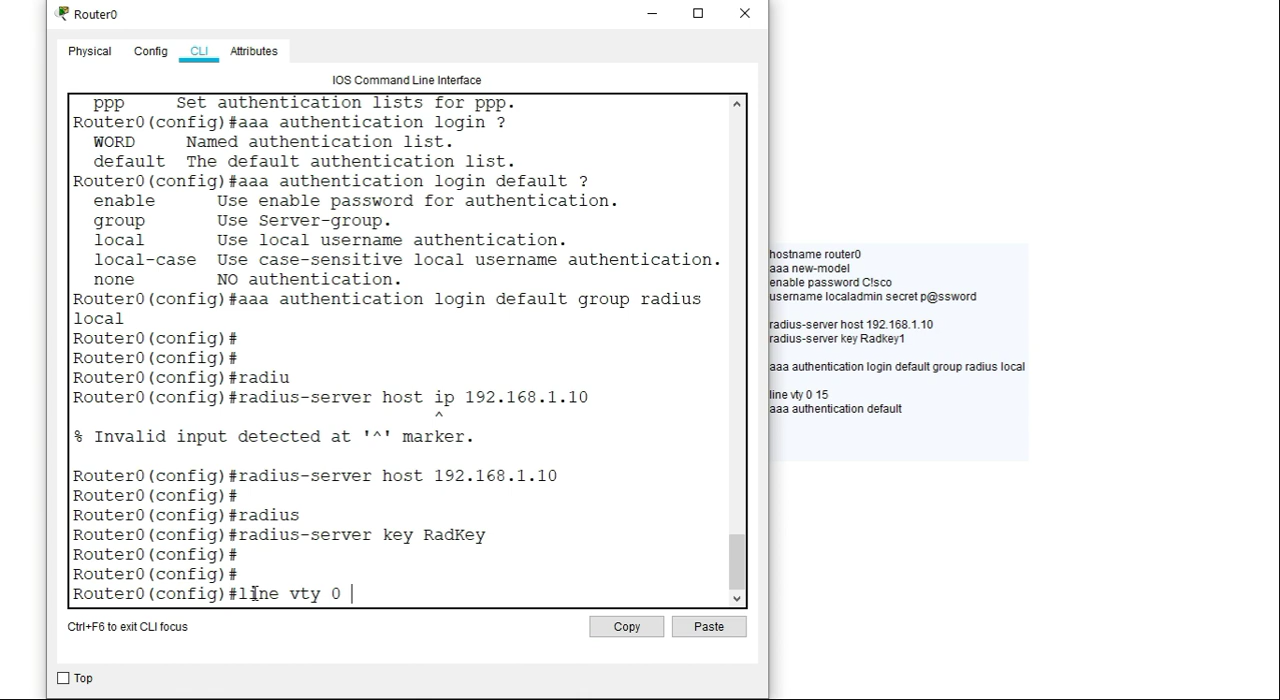 Router0
Physical Config CLI Attributes
IOS Command Line Interface
ppp Set authentication lists for ppp.
Router0(config)#aaa authentication login ?
WORD Named authentication list.
default The default authentication list.
Router0(config)#aaa authentication login default ?
enable Use enable password for authentication.
group Use Server-group.
local Use local username authentication.
local-case Use case-sensitive local username authentication.
none NO authentication.
Router0(config)#aaa authentication login default group radius
local
Router0(config)#
Router0(config)#
Router0(config)#radiu
Router0(config)#radius-server host ip 192.168.1.10
^
% Invalid input detected at '^' marker.
Router0(config)#radius-server host 192.168.1.10
Router0(config)#
Router0(config)#radius
Router0(config)#radius-server key RadKey
Router0(config)#
Router0(config)#
Router0(config)#line vty 0
Ctrl+F6 to exit CLI focus
Copy
Paste
Top
hostname router0
aaa new-model
enable password C!sco
username localadmin secret p@ssword
radius-server host 192.168.1.10
radius-server key Radkey1
aaa authentication login default group radius local
line vty 0 15
aaa authentication default